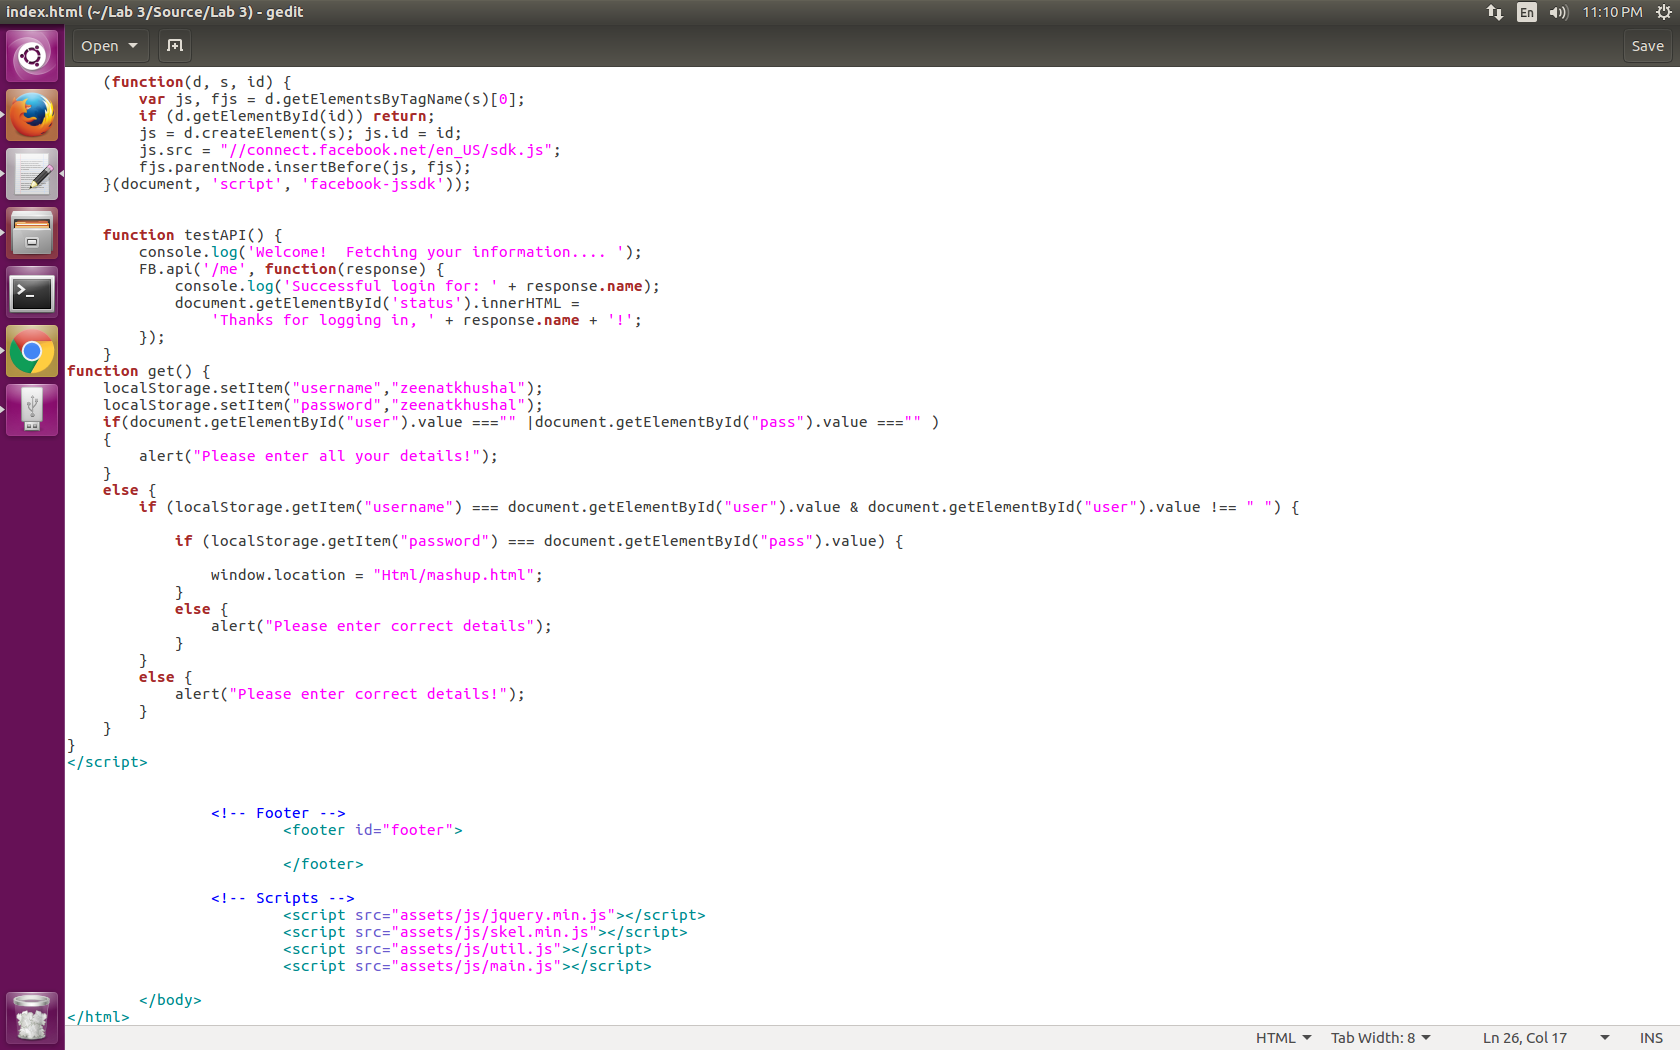 index.html (~/Lab 3/Source/Lab 3) - gedit
En
11:10 PM
Open
Save
(function(d, s, id) {
var js, fjs = d.getElementsByTagName(s)[0];
if (d.getElementById(id)) return;
js = d.createElement(s); js.id = id;
js.src = "//connect.facebook.net/en_US/sdk.js";
fjs.parentNode.insertBefore(js, fjs);
}(document, 'script', 'facebook-jssdk'));
function testAPI() {
console.log('Welcome!  Fetching your information.... ');
FB.api('/me', function(response) {
console.log('Successful login for: ' + response.name);
document.getElementById('status').innerHTML =
'Thanks for logging in, ' + response.name + '!';
});
}
function get() {
localStorage.setItem("username","zeenatkhushal");
localStorage.setItem("password","zeenatkhushal");
if(document.getElementById("user").value ==="" |document.getElementById("pass").value ==="" )
{
alert("Please enter all your details!");
}
else {
if (localStorage.getItem("username") === document.getElementById("user").value & document.getElementById("user").value !== " ") {
if (localStorage.getItem("password") === document.getElementById("pass").value) {
window.location = "Html/mashup.html";
}
else {
alert("Please enter correct details");
}
}
else {
alert("Please enter correct details!");
}
}
}
</script>
<!-- Footer -->
<footer id="footer">
</footer>
<!-- Scripts -->
<script src="assets/js/jquery.min.js"></script>
<script src="assets/js/skel.min.js"></script>
<script src="assets/js/util.js"></script>
<script src="assets/js/main.js"></script>
</body>
</html>
HTML
Tab Width: 8
Ln 26, Col 17
INS